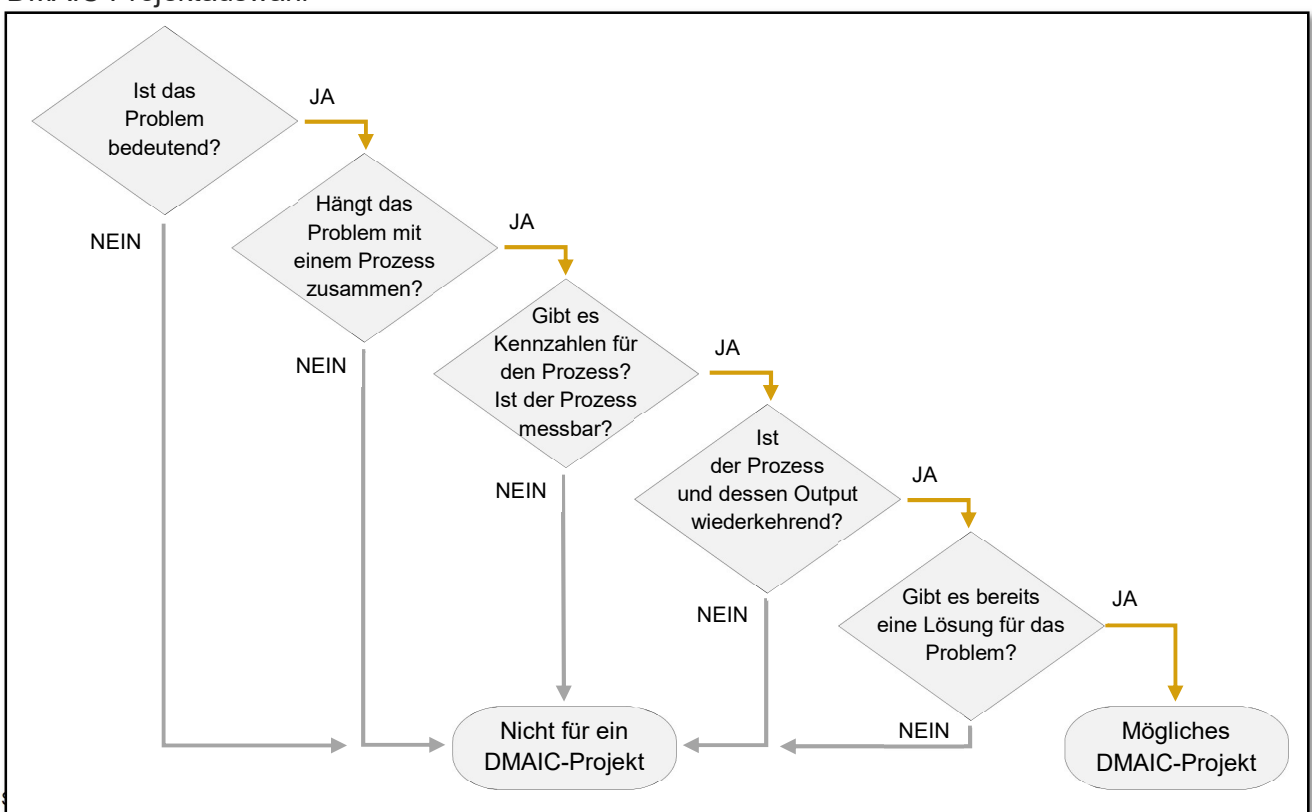 DMAIC-Projektauswahl
Ist das
Problem
bedeutend?
JA
NEIN
Hängt das
Problem mit
einem Prozess
zusammen?
JA
NEIN
Gibt es
Kennzahlen für
den Prozess?
Ist der Prozess
messbar?
JA
NEIN
Ist
der Prozess
und dessen Output
wiederkehrend?
JA
NEIN
Gibt es bereits
eine Lösung für das
Problem?
JA
NEIN
Nicht für ein
DMAIC-Projekt
Mögliches
DMAIC-Projekt